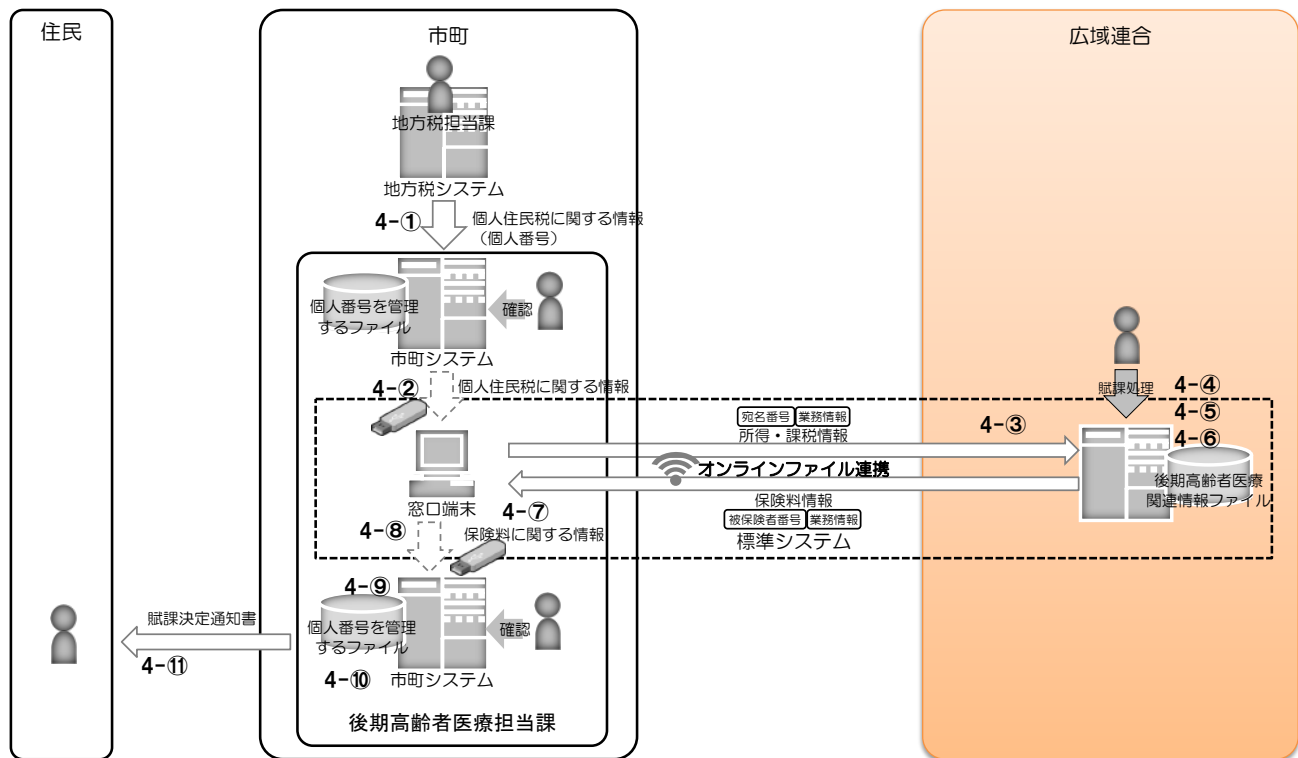 住民
市町
広域連合
地方税担当課
地方税システム
4-①
個人住民税に関する情報
（個人番号）
個人番号を管理
するファイル
確認
市町システム
4-②
個人住民税に関する情報
賦課処理
4-④
4-⑤
4-⑥
宛名番号
業務情報
所得・課税情報
4-③
オンラインファイル連携
窓口端末
4-⑦
保険料情報
被保険者番号
業務情報
標準システム
後期高齢者医療
関連情報ファイル
4-⑧
保険料に関する情報
4-⑨
個人番号を管理
するファイル
確認
4-⑩
市町システム
賦課決定通知書
4-⑪
後期高齢者医療担当課